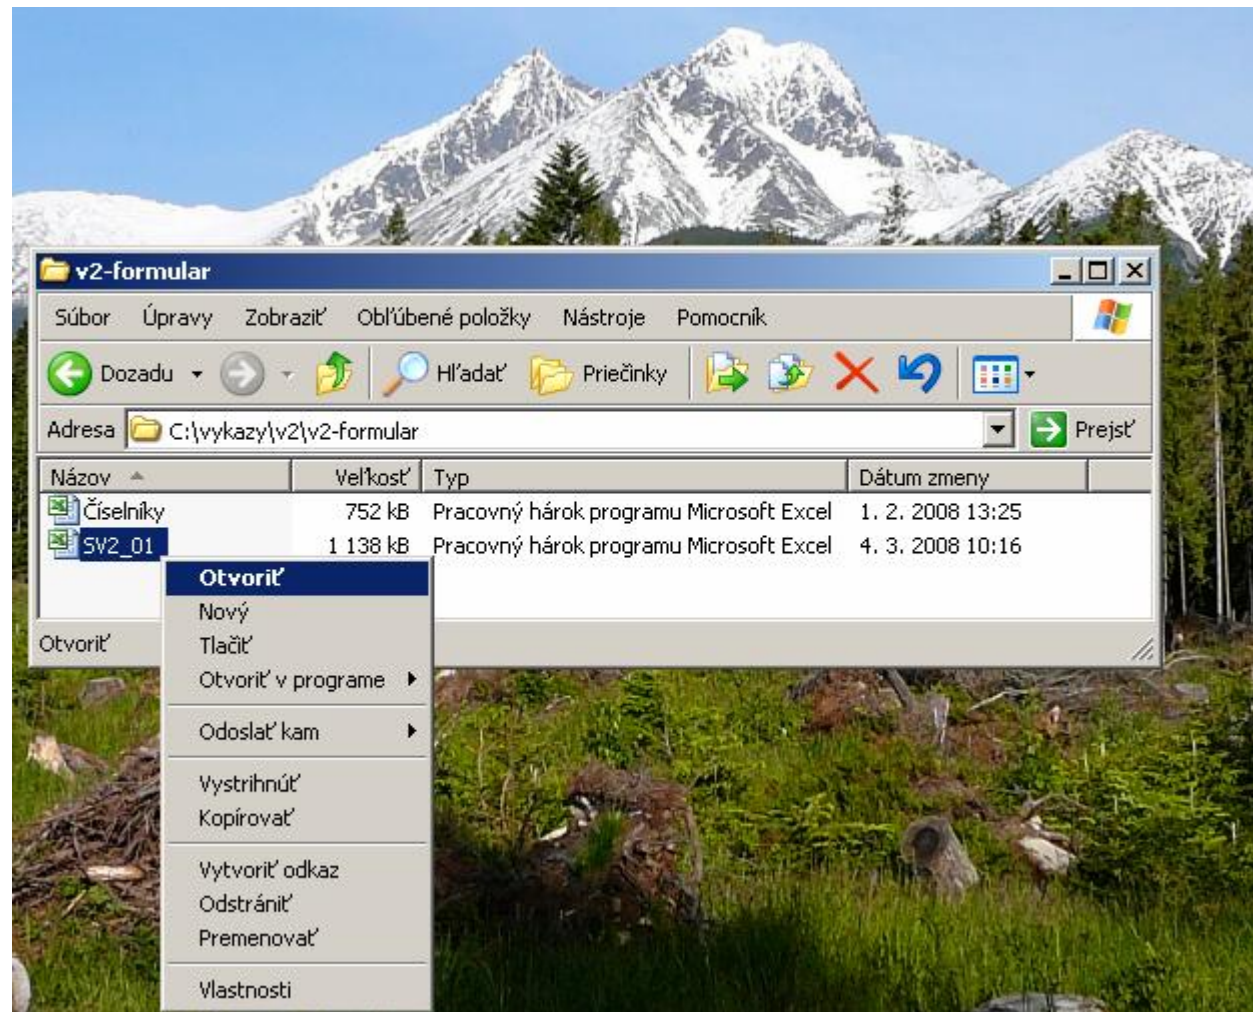 v2-formular
Súbor Úpravy Zobraziť Obľúbené položky Nástroje Pomocník
Dozadu Hľadať Priečinky
Adresa C:\vykazy\v2\v2-formular Prejsť
Názov Veľkosť Typ Dátum zmeny
Číselníky 752 kB Pracovný hárok programu Microsoft Excel 1. 2. 2008 13:25
SV2_01 1 138 kB Pracovný hárok programu Microsoft Excel 4. 3. 2008 10:16
Otvoriť
Nový
Otvoriť
Tlačiť
Otvoriť v programe
Odoslať kam
Vystrihnúť
Kopírovať
Vytvoriť odkaz
Odstrániť
Premenovať
Vlastnosti